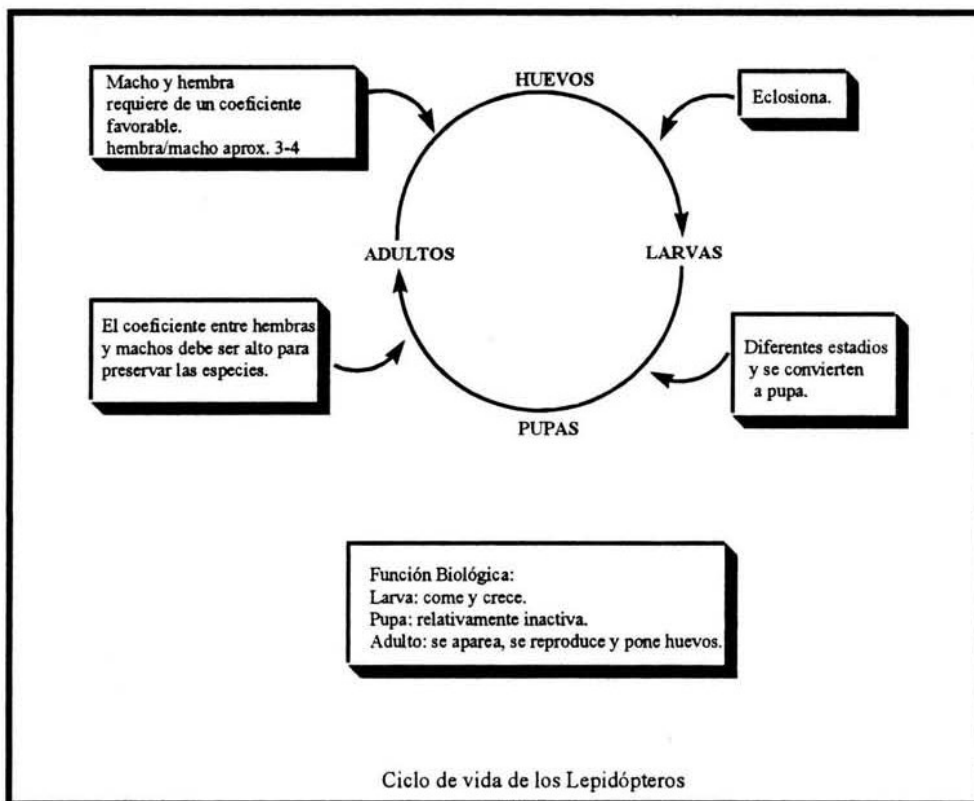 Macho y hembra
requiere de un coeficiente
favorable.
hembra/macho aprox. 3-4
HUEVOS
Eclosiona.
ADULTOS
LARVAS
El coeficiente entre hembras
y machos debe ser alto para
preservar las especies.
Diferentes estadios
y se convierten
a pupa.
PUPAS
Función Biológica:
Larva: come y crece.
Pupa: relativamente inactiva.
Adulto: se aparea, se reproduce y pone huevos.
Ciclo de vida de los Lepidópteros